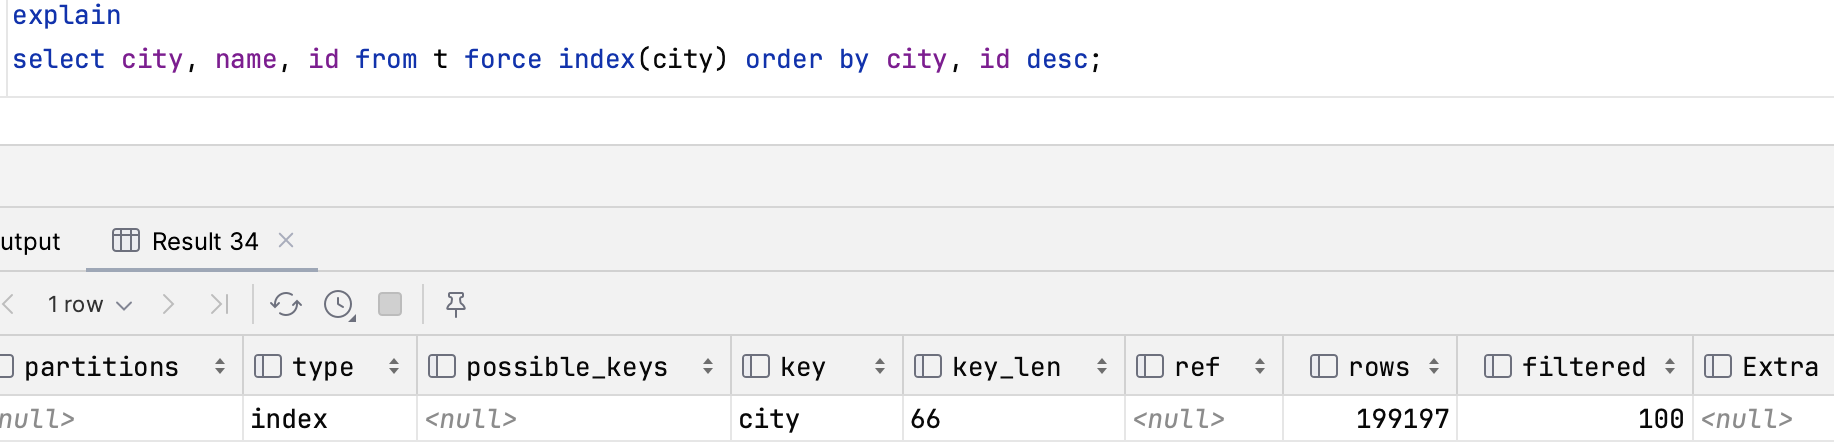 explain
select city, name, id from t force index(city) order by city, id desc;
utput Result 34
1 row
partitions type possible_keys key key_len ref rows filtered Extra
null> index <null> city 66 <null> 199197 100 <null>